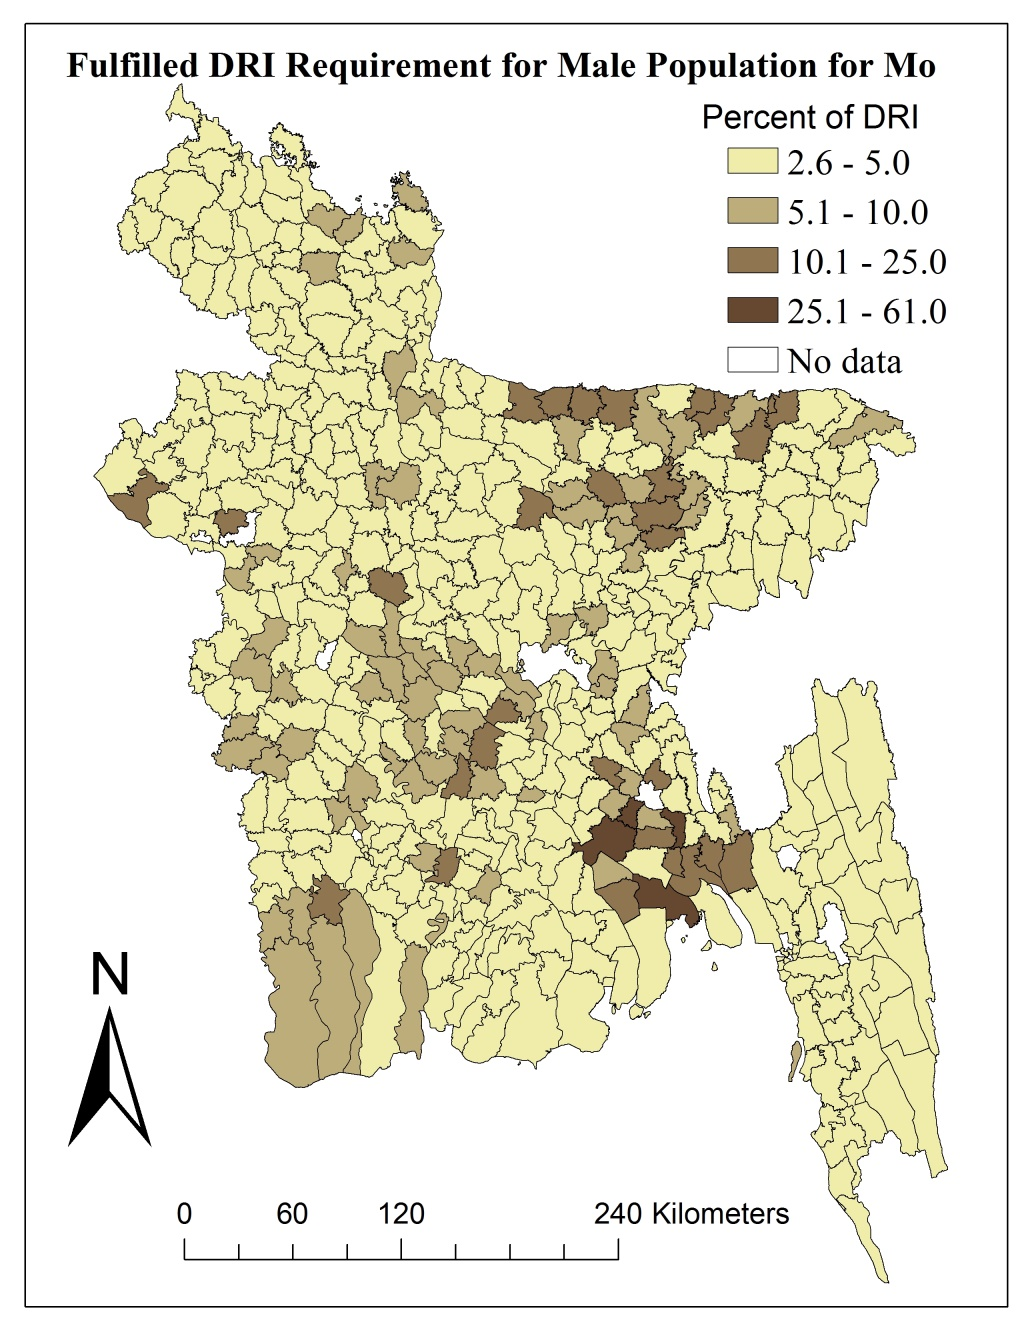 Fulfilled DRI Requirement for Male Population for Mo
Percent of DRI
2.6 - 5.0
5.1 - 10.0
10.1 - 25.0
25.1 - 61.0
No data
N
0 60 120 240 Kilometers